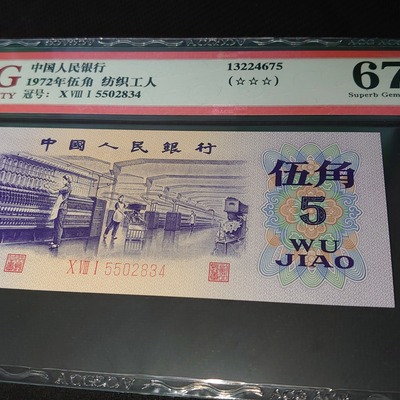 G
中国人民银行
13224675
67
TY
1972年伍角 纺织工人
(☆☆☆)
Superb Gem
冠号: X VIII I 5502834
中國人民銀行
伍角
5
WU
JIAO
X VIII I 5502834